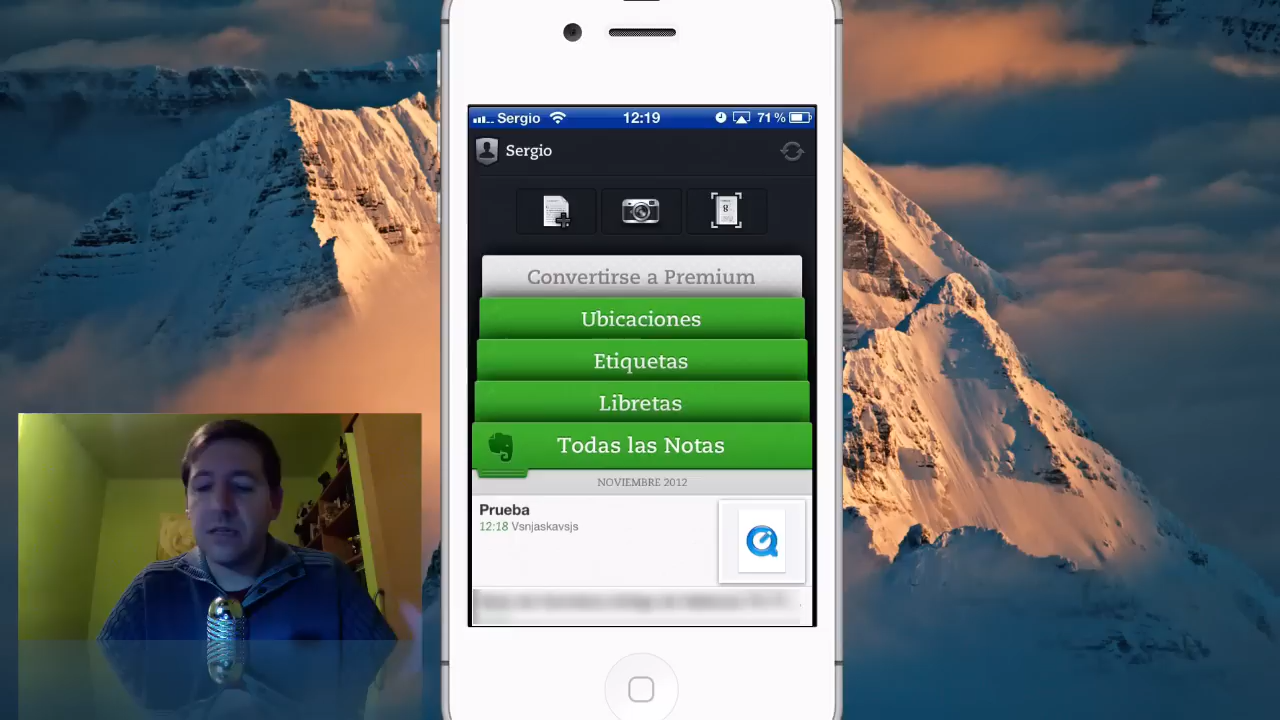 Sergio 12:19 71 %
Sergio
8
Convertirse a Premium
Ubicaciones
Etiquetas
Libretas
Todas las Notas
NOVIEMBRE 2012
Prueba
12:18 Vsnjaskavsjs